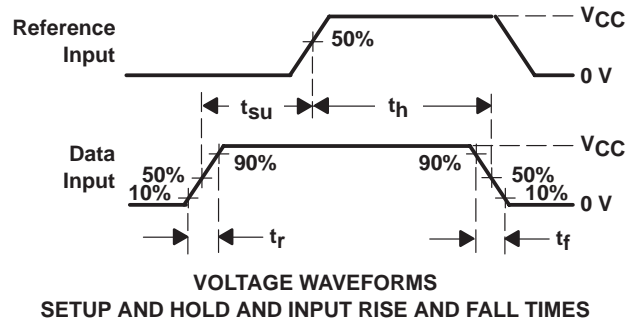 Reference
Input
VCC
50%
0 V
tsu
th
Data
Input
VCC
50%
90%
90%
50%
10%
10%
0 V
tr
tf
VOLTAGE WAVEFORMS
SETUP AND HOLD AND INPUT RISE AND FALL TIMES